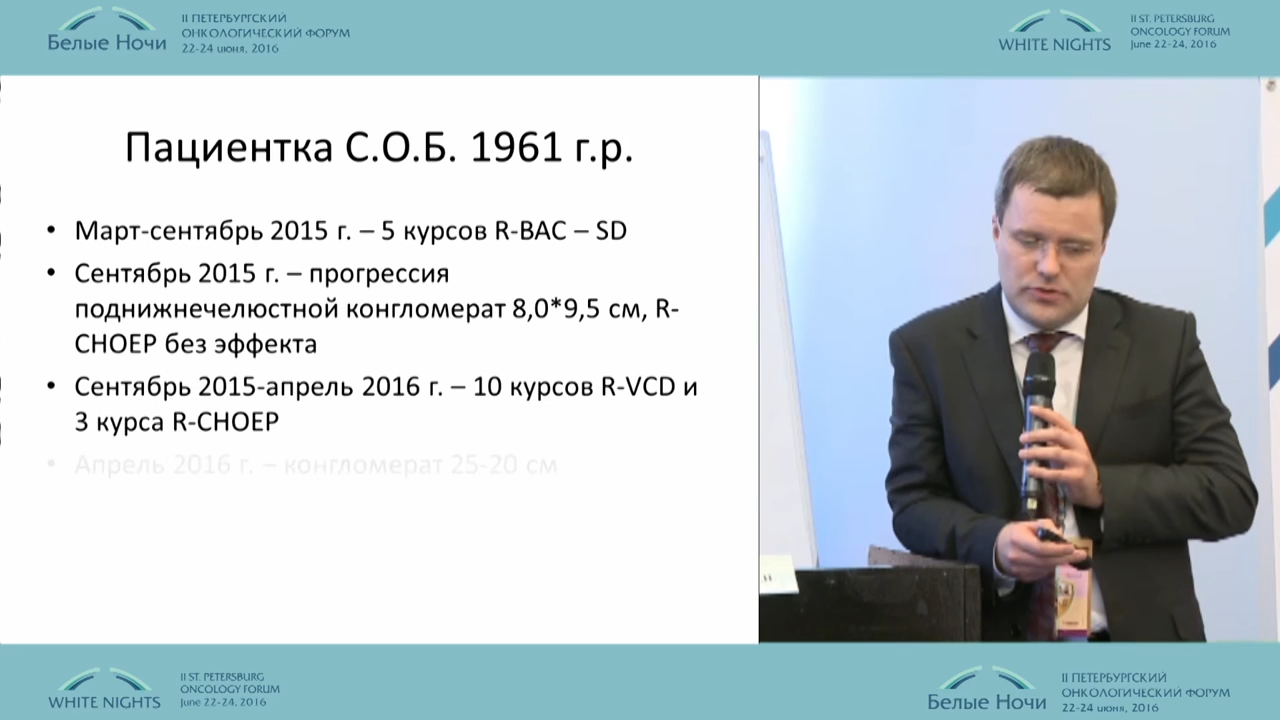 Белые Ночи
II ПЕТЕРБУРГСКИЙ
ОНКОЛОГИЧЕСКИЙ ФОРУМ
22-24 июня, 2016
WHITE NIGHTS
II ST. PETERSBURG
ONCOLOGY FORUM
June 22-24, 2016
Пациентка С.О.Б. 1961 г.р.
• Март-сентябрь 2015 г. – 5 курсов R-BAC – SD
• Сентябрь 2015 г. – прогрессия
поднижнечелюстной конгломерат 8,0*9,5 см, R-
CHOEP без эффекта
• Сентябрь 2015-апрель 2016 г. – 10 курсов R-VCD и
3 курса R-CHOEP
• Апрель 2016 г. – конгломерат 25-20 см
WHITE NIGHTS
II ST. PETERSBURG
ONCOLOGY FORUM
June 22-24, 2016
Белые Ночи
II ПЕТЕРБУРГСКИЙ
ОНКОЛОГИЧЕСКИЙ ФОРУМ
22-24 июня, 2016